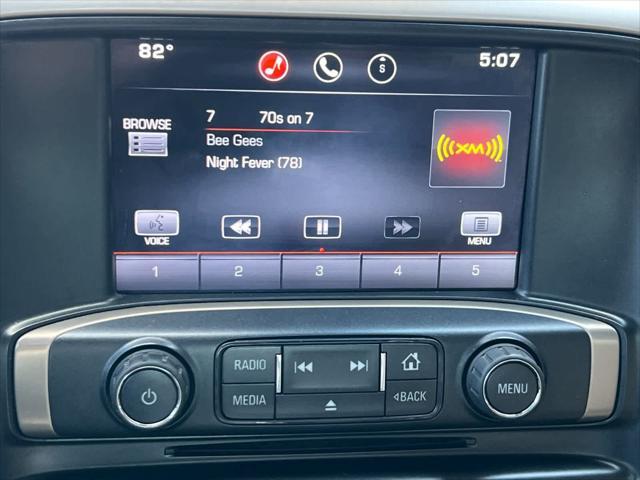 82° S 5:07
BROWSE
7 70s on 7
Bee Gees
Night Fever (78)
((((XM))))
VOICE
MENU
1 2 3 4 5
RADIO
MEDIA
BACK
MENU